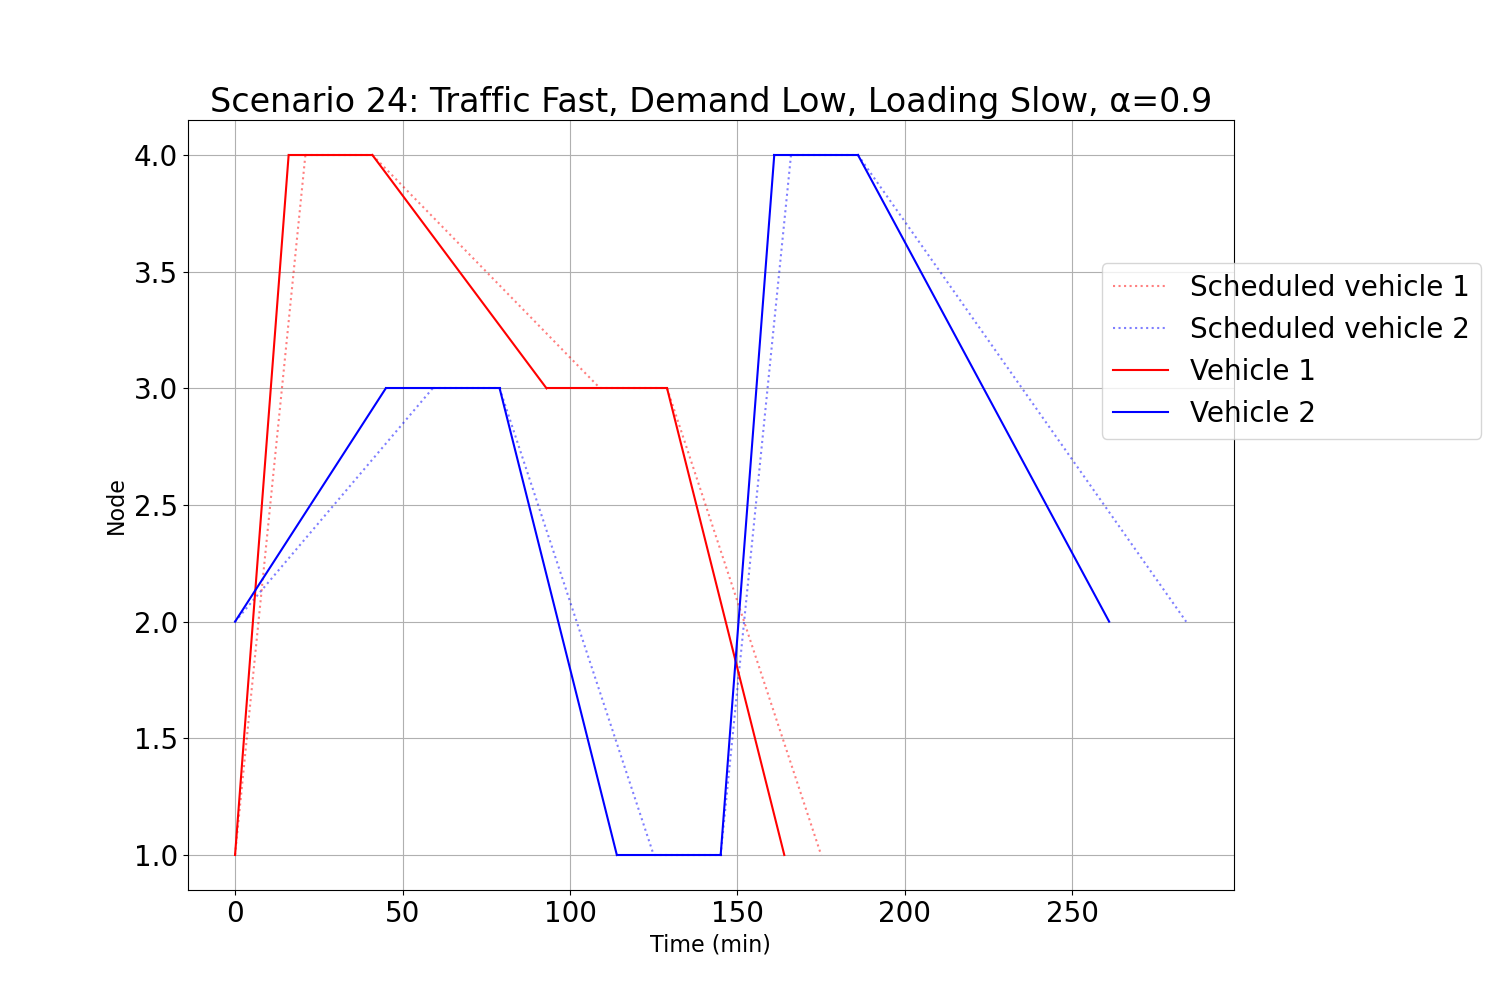 Scenario 24: Traffic Fast, Demand Low, Loading Slow, α=0.9
4.0
3.5
3.0
2.5
2.0
1.5
1.0
Node
0 50 100 150 200 250
Time (min)
Scheduled vehicle 1
Scheduled vehicle 2
Vehicle 1
Vehicle 2